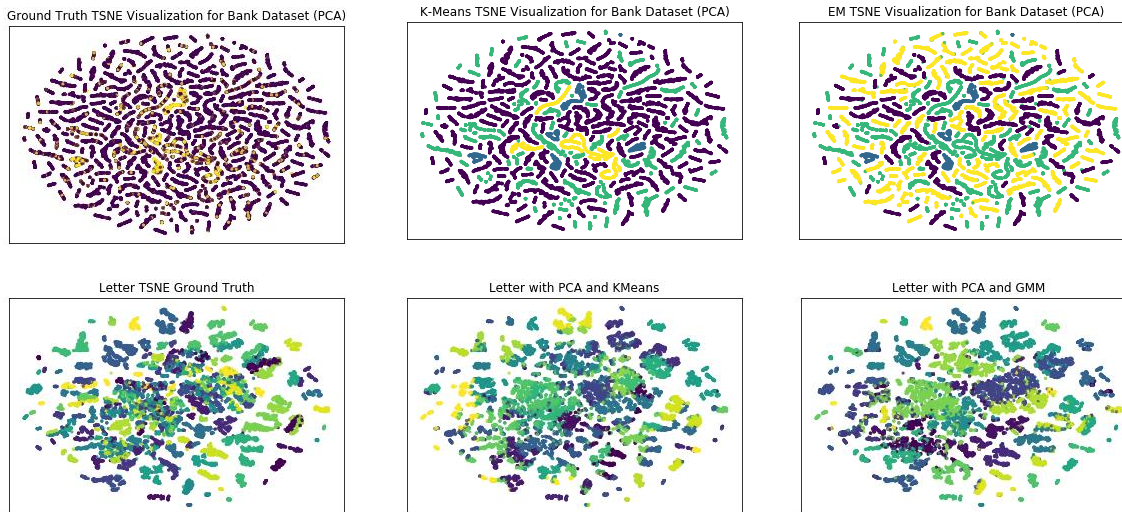 Ground Truth TSNE Visualization for Bank Dataset (PCA)
K-Means TSNE Visualization for Bank Dataset (PCA)
EM TSNE Visualization for Bank Dataset (PCA)
Letter TSNE Ground Truth
Letter with PCA and KMeans
Letter with PCA and GMM